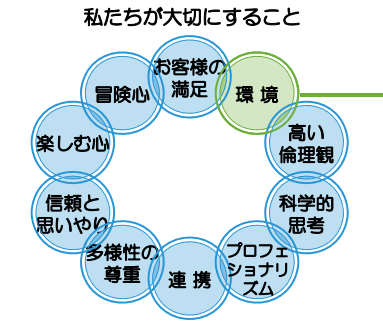 私たちが大切にすること
お客様の
満足
環 境
高い
倫理観
科学的
思考
プロフェ
ショナリ
ズム
連 携
多様性の
尊重
信頼と
思いやり
楽しむ心
冒険心